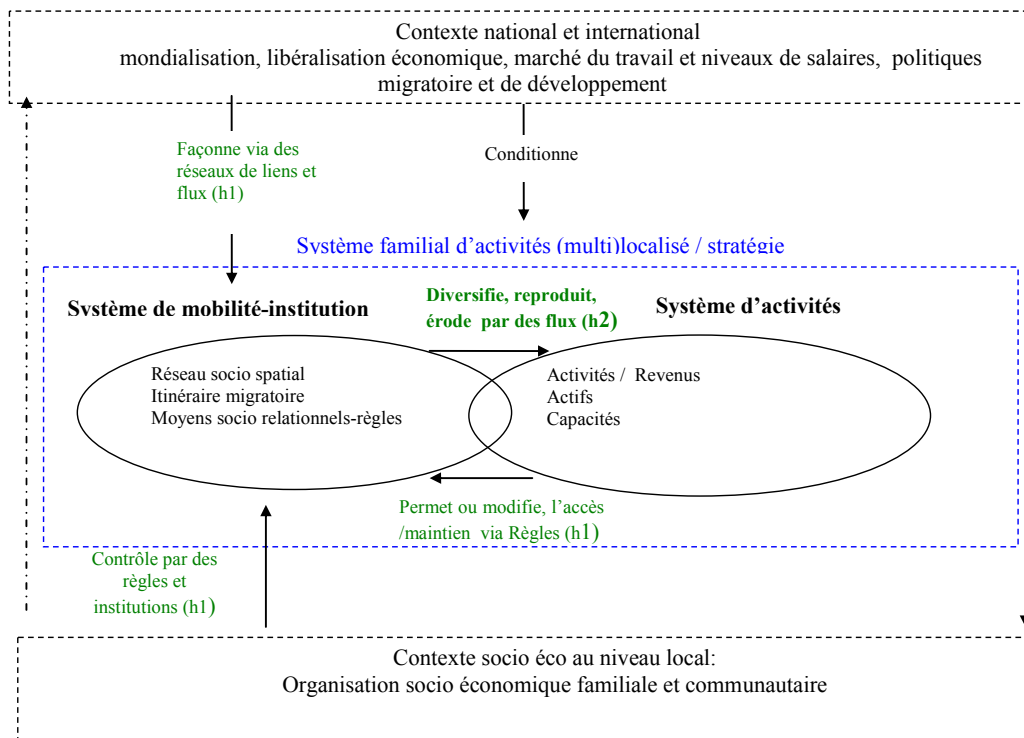 Contexte national et international
mondialisation, libéralisation économique, marché du travail et niveaux de salaires, politiques
migratoire et de développement
Façonne via des
réseaux de liens et
flux (h1)
Conditionne
Système familial d’activités (multi)localisé / stratégie
Système de mobilité-institution
Diversifie, reproduit,
érode par des flux (h2)
Système d’activités
Réseau socio spatial
Itinéraire migratoire
Moyens socio relationnels-règles
Activités / Revenus
Actifs
Capacités
Permet ou modifie, l’accès
/maintien via Règles (h1)
Contrôle par des
règles et
institutions (h1)
Contexte socio éco au niveau local:
Organisation socio économique familiale et communautaire